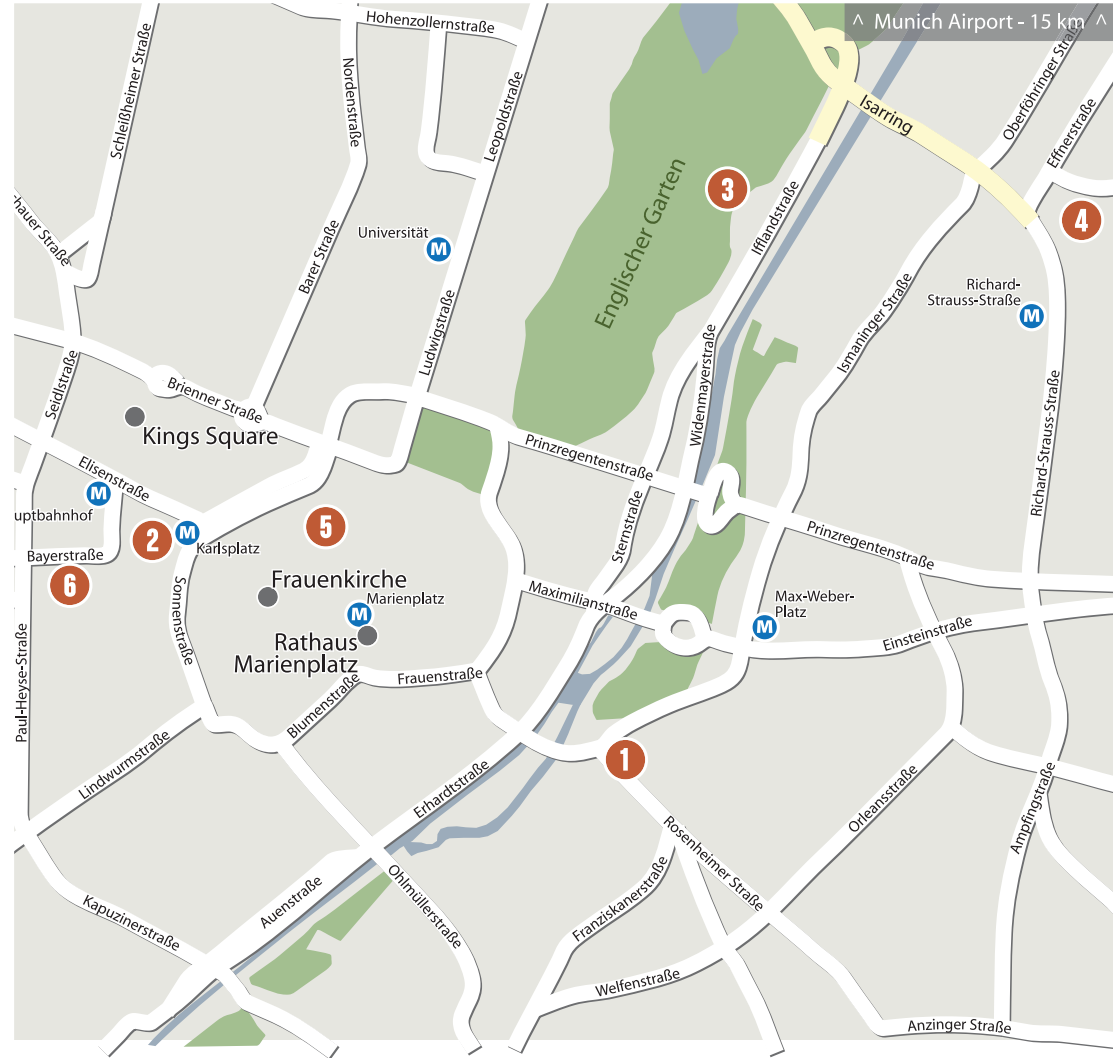 ^ Munich Airport - 15 km ^
Hohenzollernstraße
Schleißheimer Straße
Nordenstraße
Leopoldstraße
Oberföhringer Straße
Isarring
Effnerstraße
3
4
chauer Straße
Universität
M
Barer Straße
Englischer Garten
Ifflandstraße
Richard-
Strauss-Straße
M
Ludwigstraße
Ismaninger Straße
Seidlstraße
Brienner Straße
Widenmayerstraße
Kings Square
Prinzregentenstraße
Richard-Strauss-Straße
Elisenstraße
M
uptbahnhof
2
M
Karlsplatz
5
Sternstraße
Prinzregentenstraße
Bayerstraße
6
Frauenkirche
Marienplatz
M
Rathaus
Marienplatz
Maximilianstraße
Max-Weber-
Platz
M
Einsteinstraße
Sonnenstraße
Paul-Heyse-Straße
Frauenstraße
Blumenstraße
Lindwurmstraße
Erhardtstraße
1
Orleansstraße
Ampfingstraße
Rosenheimer Straße
Kapuzinerstraße
Auenstraße
Ohlmüllerstraße
Franziskanerstraße
Welfenstraße
Anzinger Straße